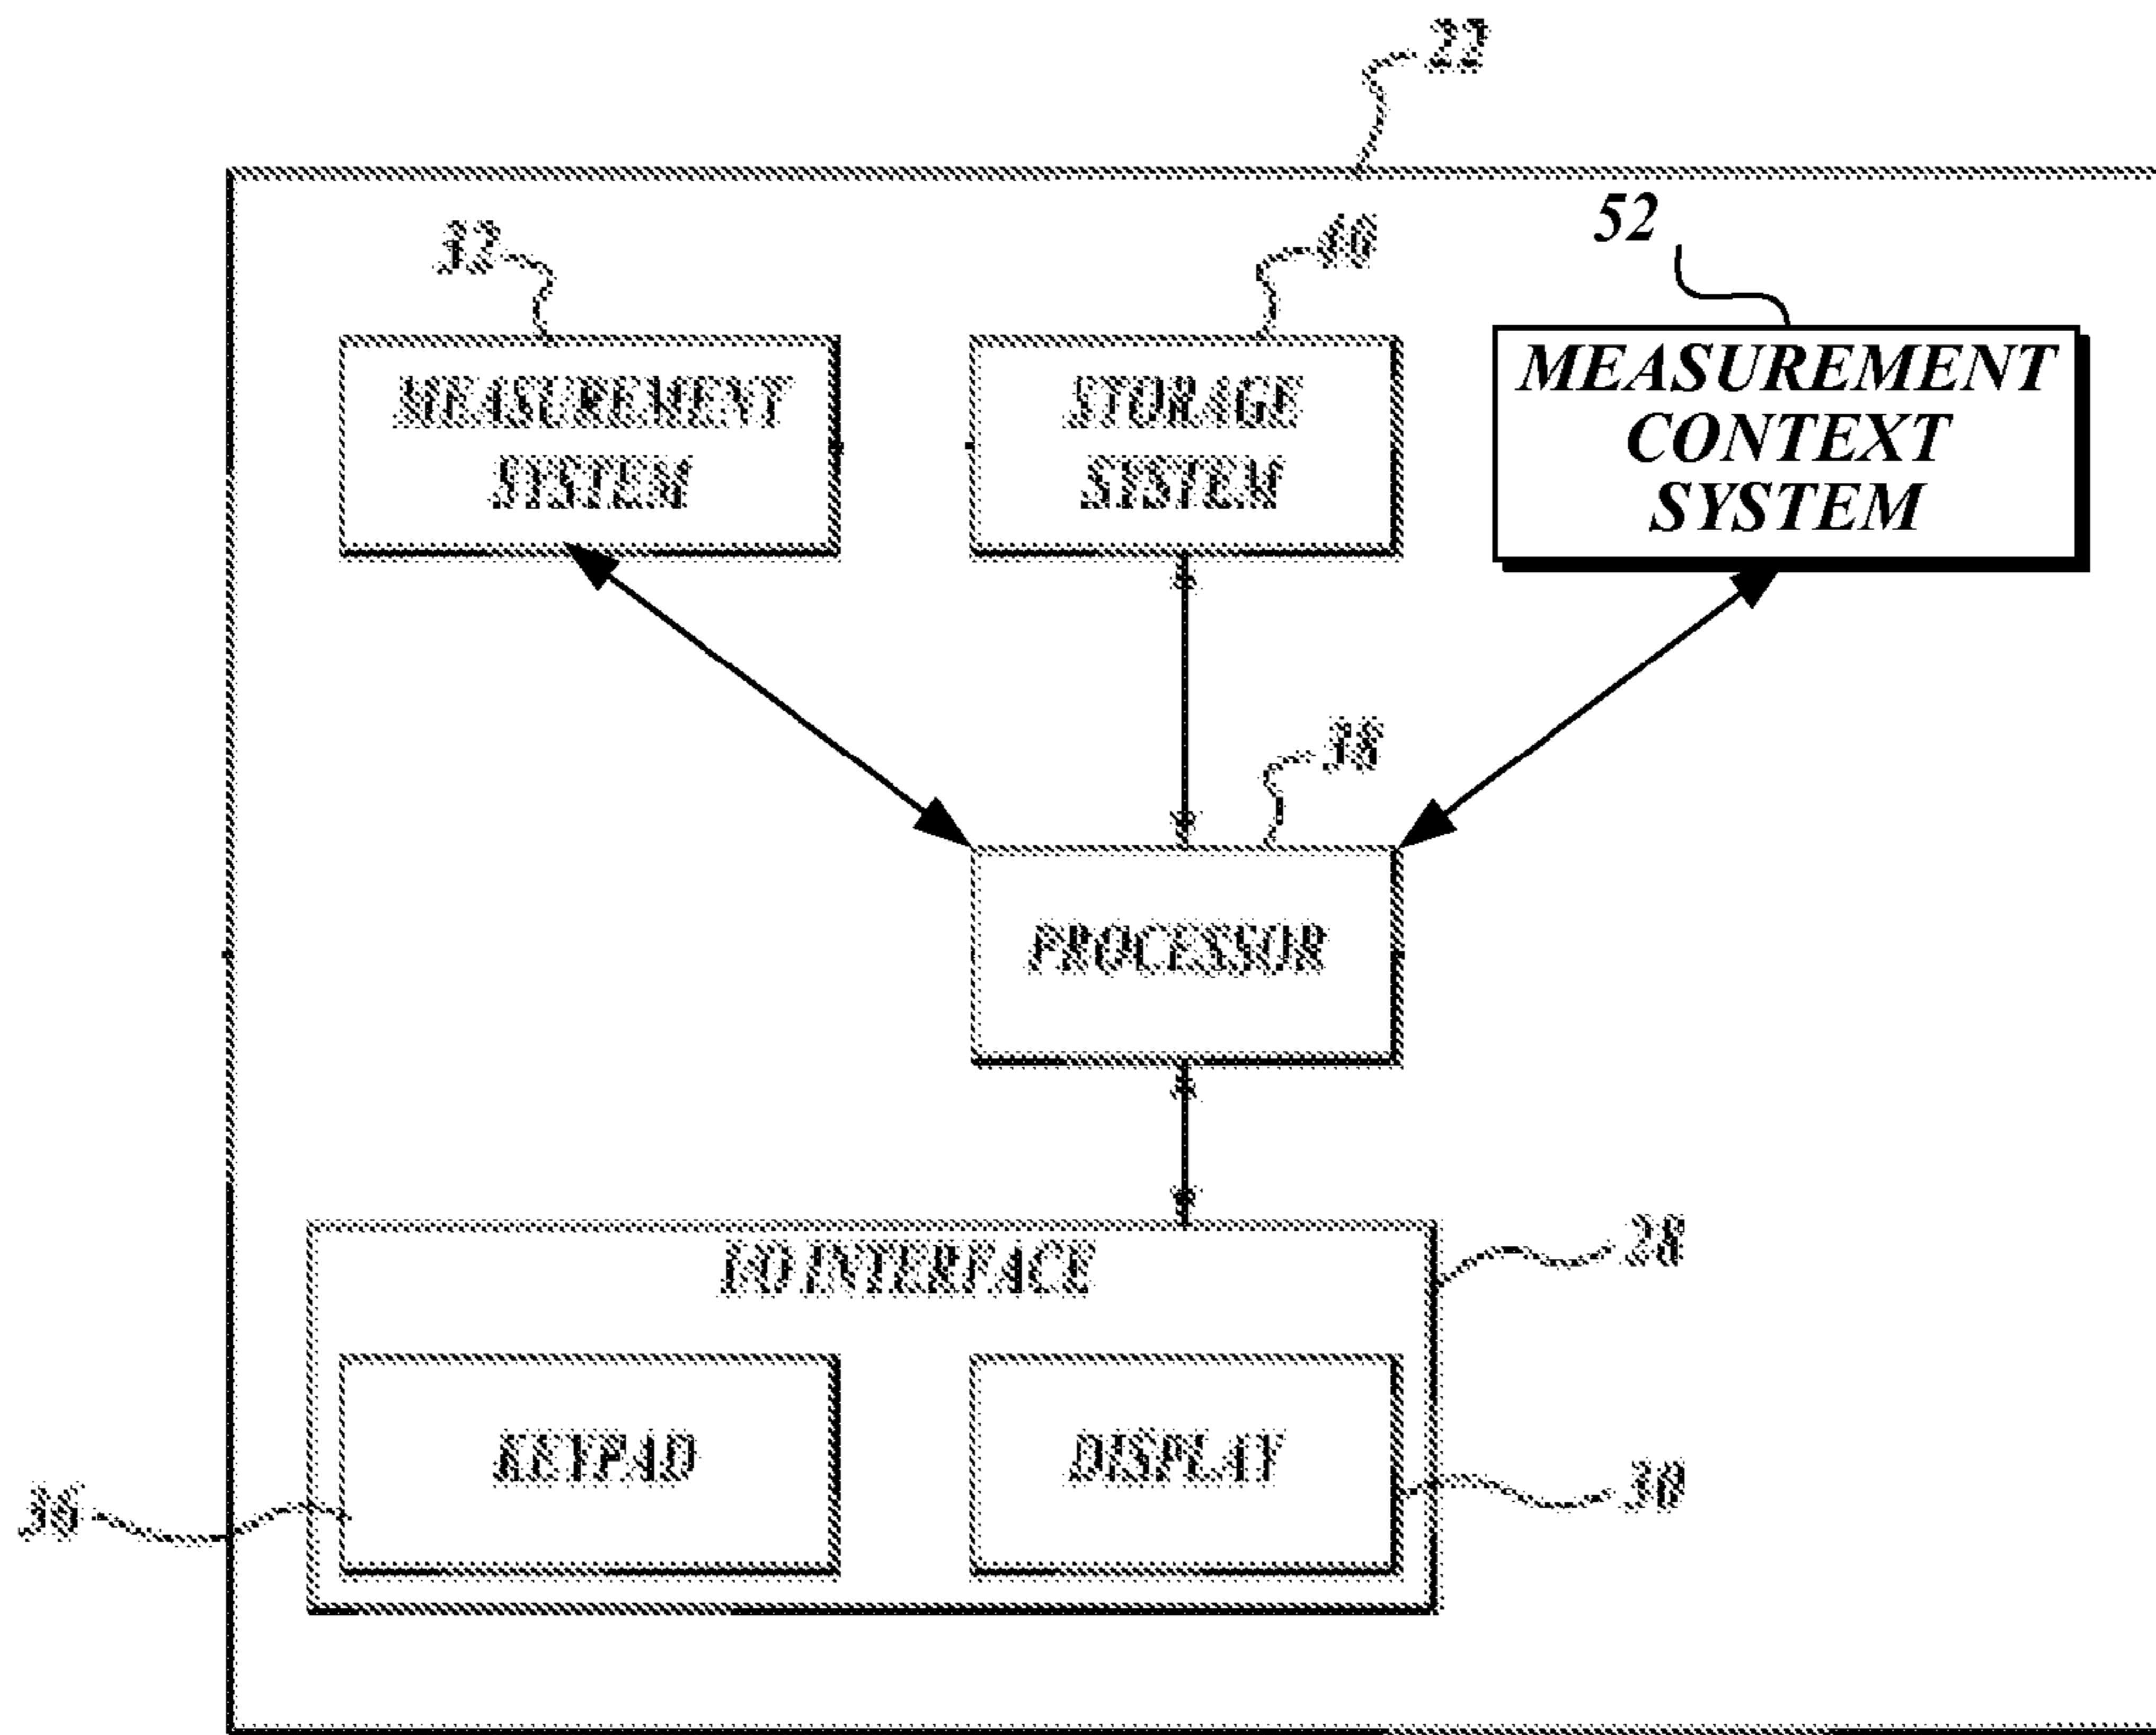 22
32
40
52
MEASUREMENT
SYSTEM
STORAGE
SYSTEM
MEASUREMENT
CONTEXT
SYSTEM
38
PROCESSOR
28
I/O INTERFACE
KEYPAD
DISPLAY
36
30